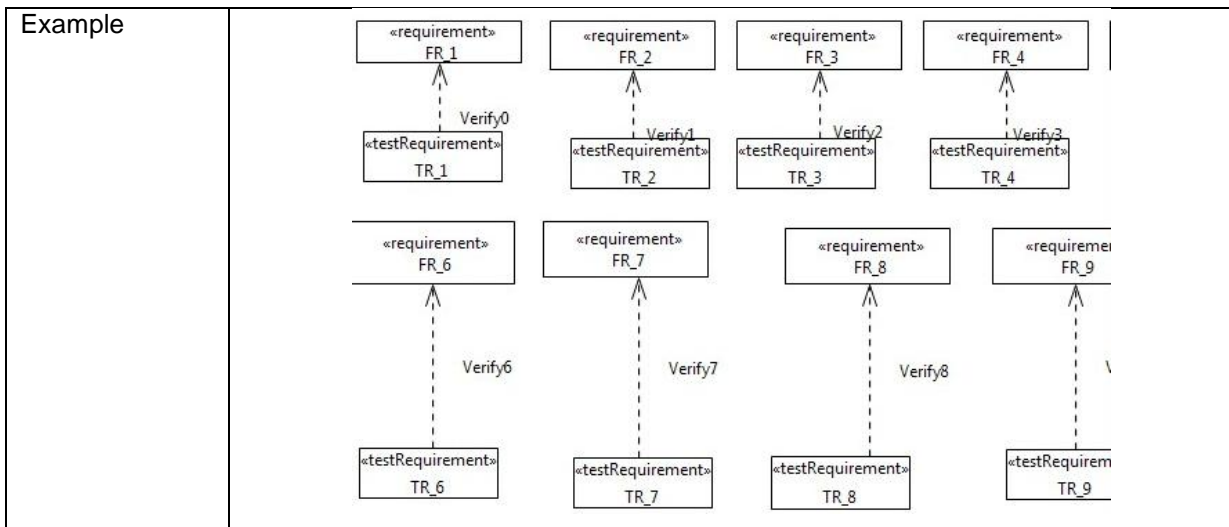 Example
«requirement» «requirement» «requirement» «requirement»
FR_1 FR_2 FR_3 FR_4
Verify0 Verify1 Verify2 Verify3
«testRequirement» «testRequirement» «testRequirement» «testRequirement»
TR_1 TR_2 TR_3 TR_4
«requirement» «requirement» «requirement» «requiremen
FR_6 FR_7 FR_8 FR_9
Verify6 Verify7 Verify8
«testRequirement» «testRequirement» «testRequirement» «testRequirem
TR_6 TR_7 TR_8 TR_9